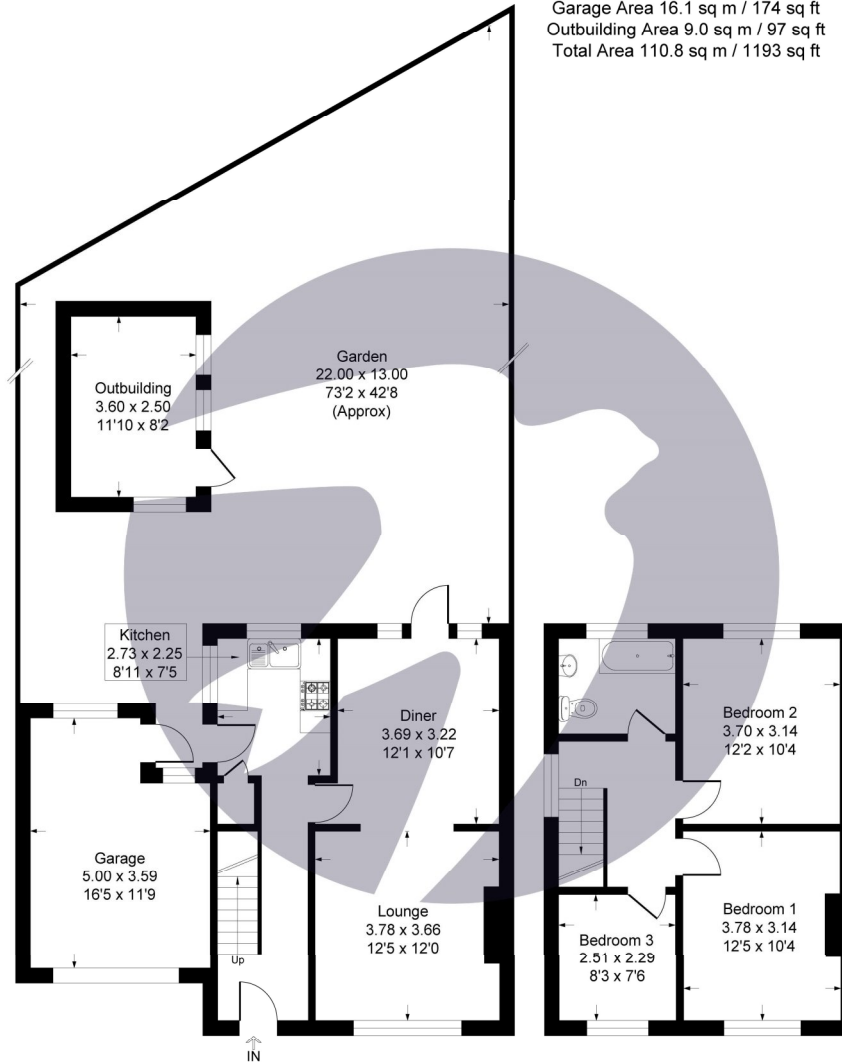 Garage Area 16.1 sq m / 174 sq ft
Outbuilding Area 9.0 sq m / 97 sq ft
Total Area 110.8 sq m / 1193 sq ft
Outbuilding
3.60 x 2.50
11'10 x 8'2
Garden
22.00 x 13.00
73'2 x 42'8
(Approx)
Kitchen
2.73 x 2.25
8'11 x 7'5
Diner
3.69 x 3.22
12'1 x 10'7
Garage
5.00 x 3.59
16'5 x 11'9
Lounge
3.78 x 3.66
12'5 x 12'0
Up
IN
Bedroom 2
3.70 x 3.14
12'2 x 10'4
Dn
Bedroom 1
3.78 x 3.14
12'5 x 10'4
Bedroom 3
2.51 x 2.29
8'3 x 7'6